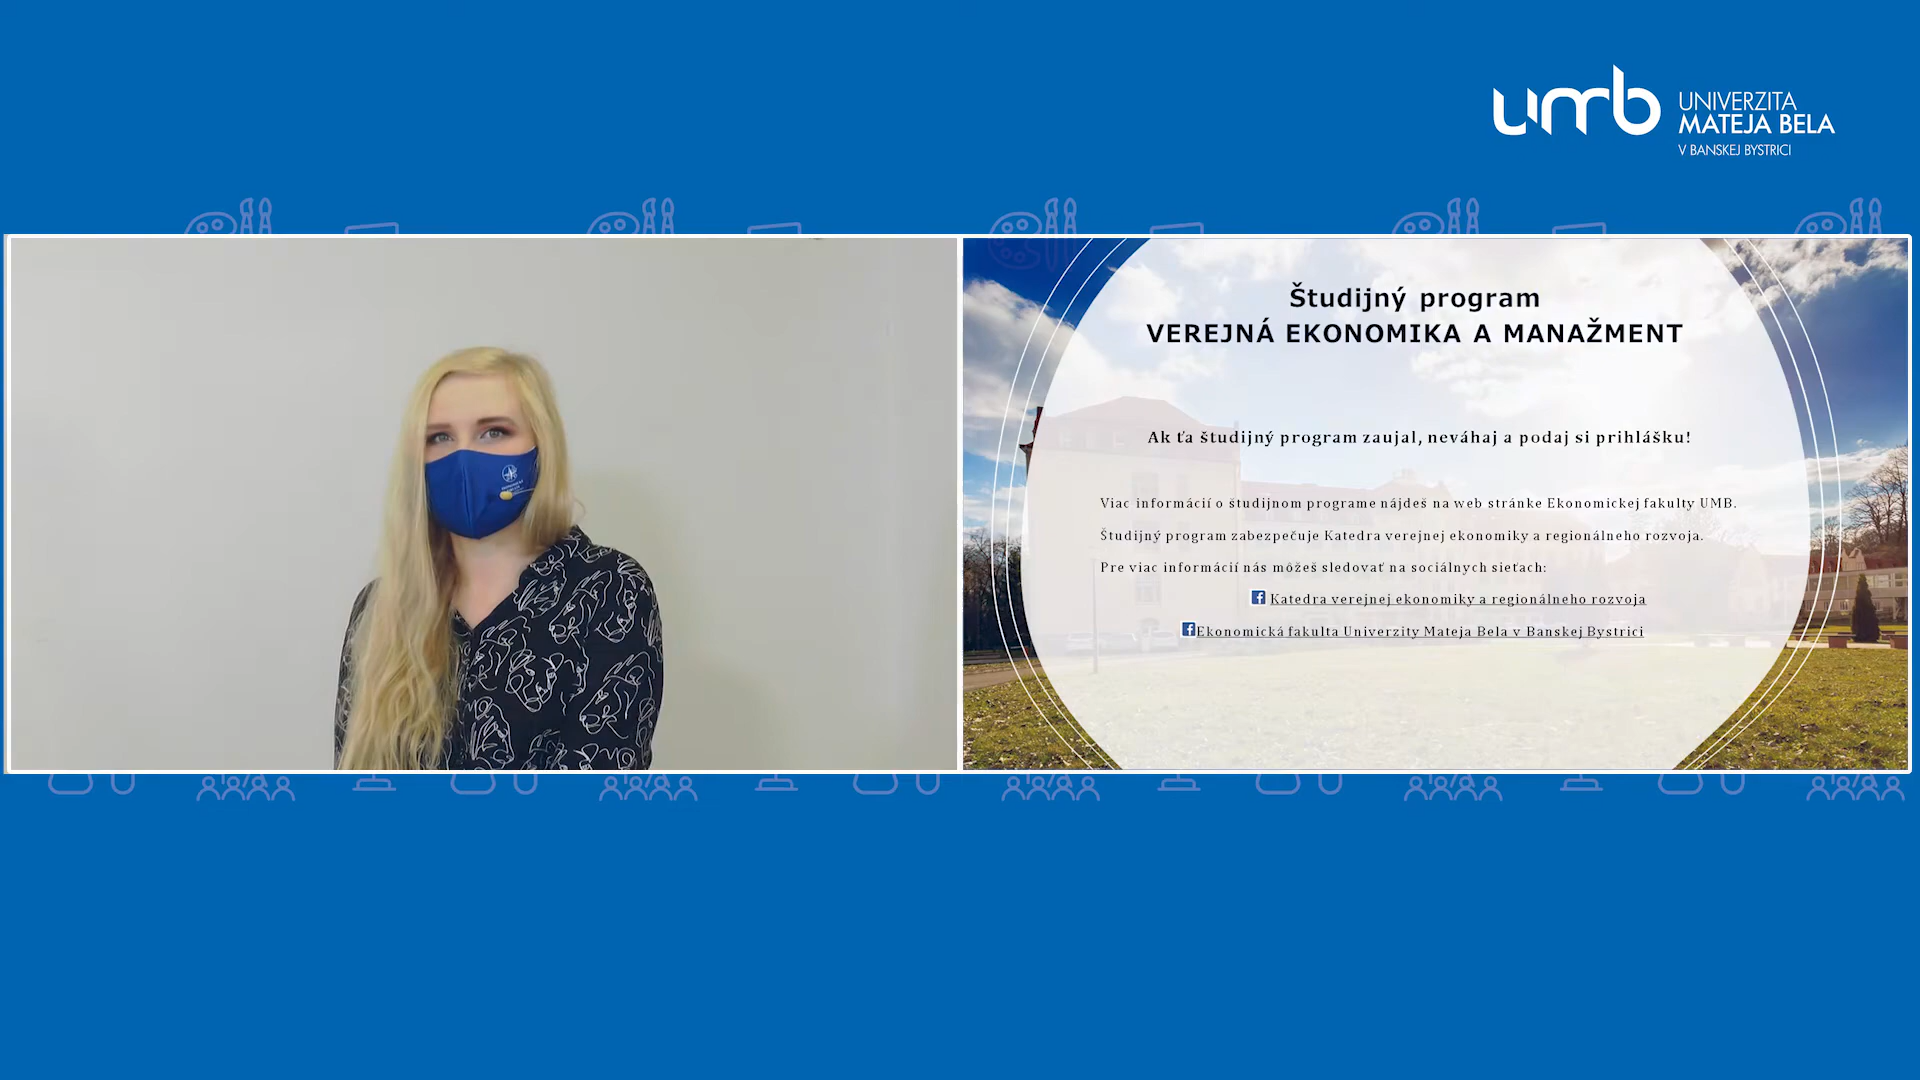 umb
UNIVERZITA
MATEJA BELA
V BANSKEJ BYSTRICI
Študijný program
VEREJNÁ EKONOMIKA A MANAŽMENT
Ak ťa študijný program zaujal, neváhaj a podaj si prihlášku!
Viac informácií o študijnom programe nájdeš na web stránke Ekonomickej fakulty UMB.
Študijný program zabezpečuje Katedra verejnej ekonomiky a regionálneho rozvoja.
Pre viac informácií nás môžeš sledovať na sociálnych sieťach:
Katedra verejnej ekonomiky a regionálneho rozvoja
Ekonomická fakulta Univerzity Mateja Bela v Banskej Bystrici